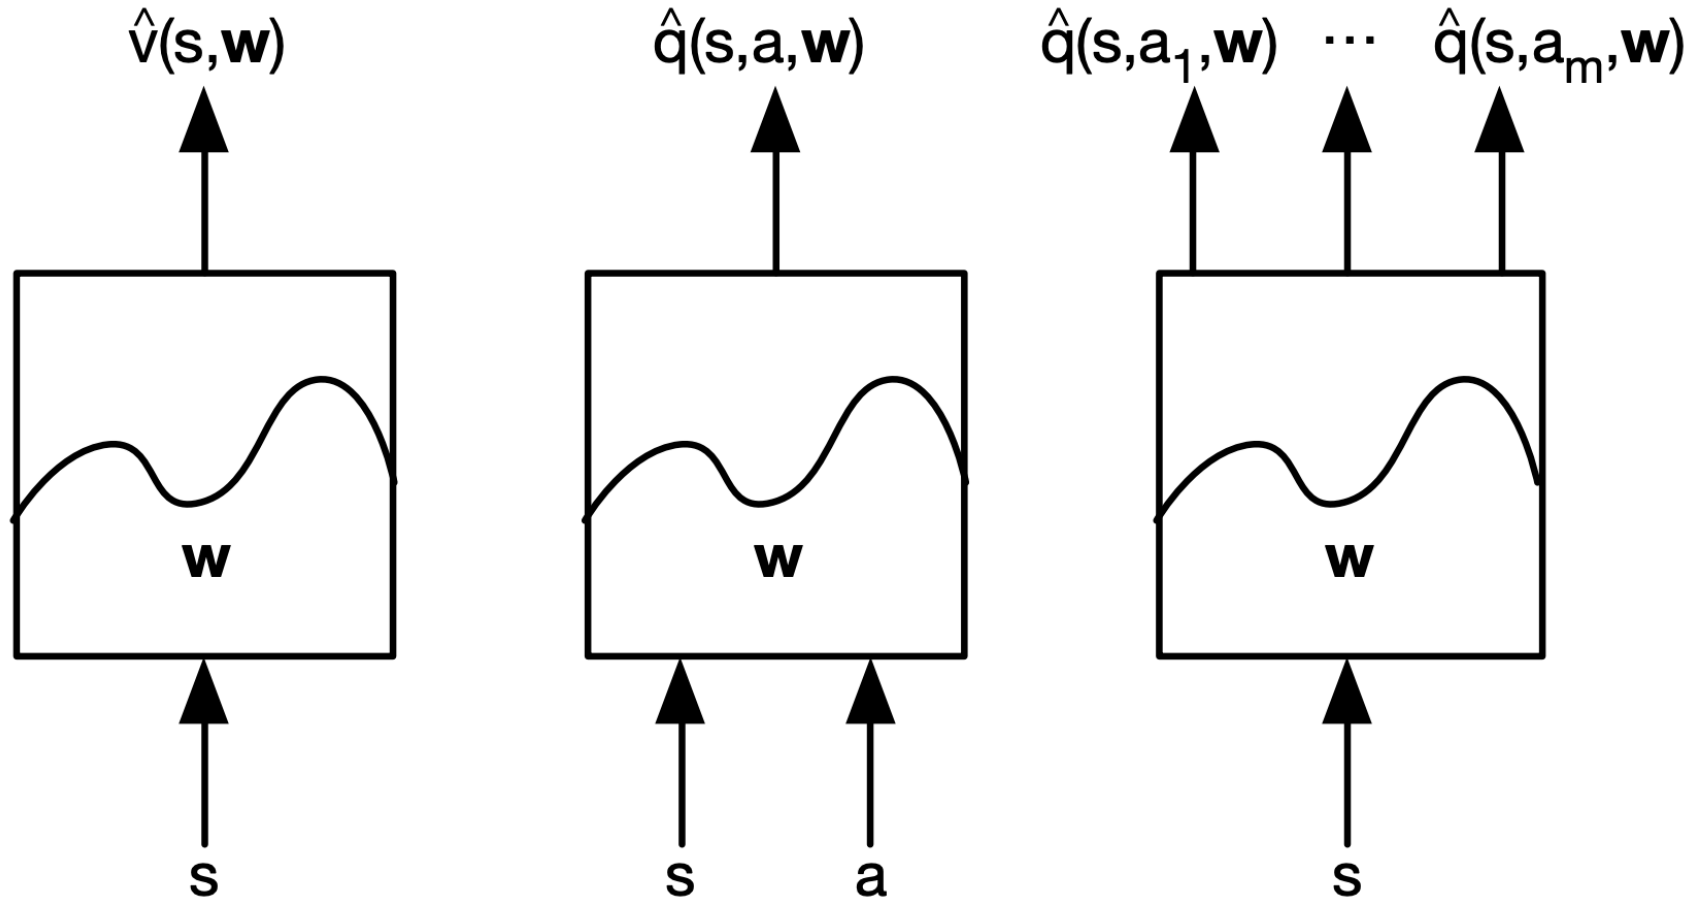 v̂(s,w) q̂(s,a,w) q̂(s,a₁,w) ··· q̂(s,aₘ,w)
w w w
s s a s